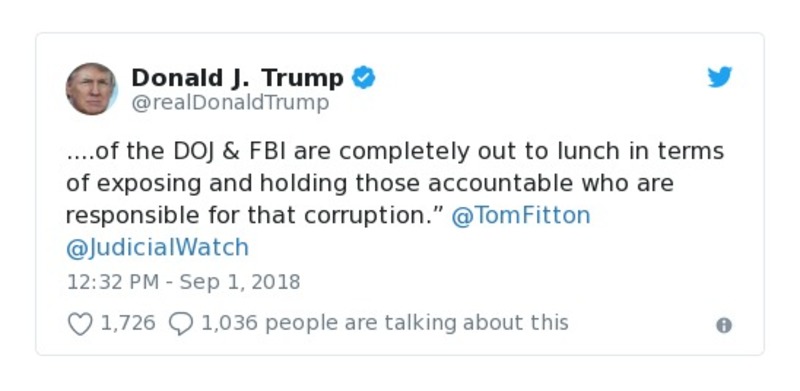 Donald J. Trump
@realDonaldTrump
....of the DOJ & FBI are completely out to lunch in terms
of exposing and holding those accountable who are
responsible for that corruption.” @TomFitton
@JudicialWatch
12:32 PM - Sep 1, 2018
1,726 1,036 people are talking about this